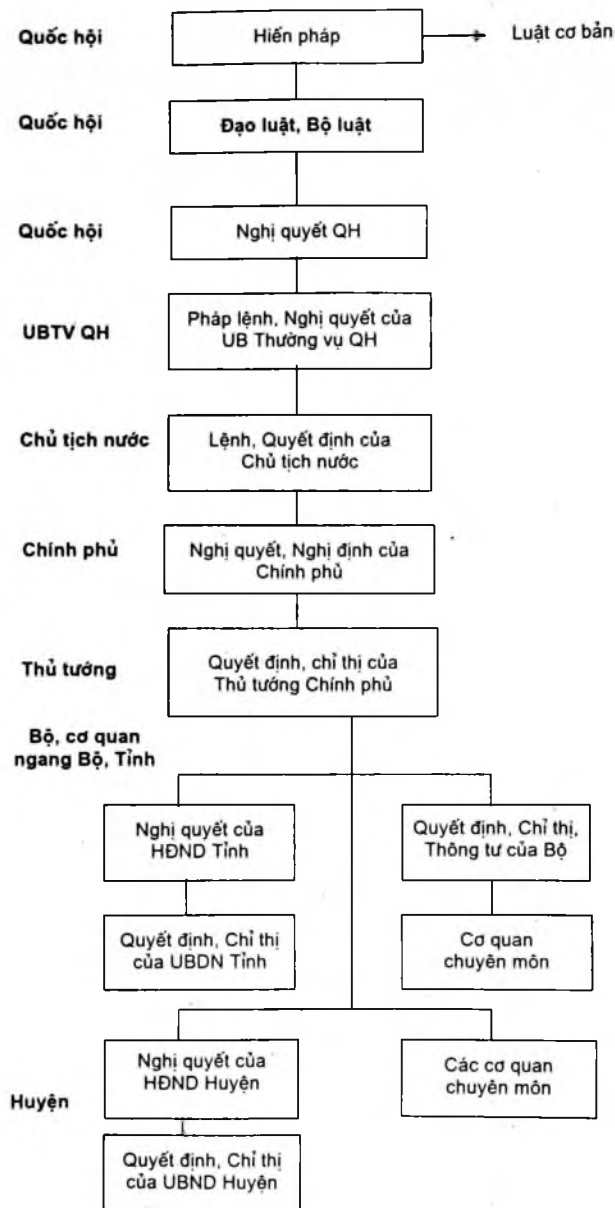 Quốc hội
Hiến pháp
Luật cơ bản
Quốc hội
Đạo luật, Bộ luật
Quốc hội
Nghị quyết QH
UBTV QH
Pháp lệnh, Nghị quyết của
UB Thường vụ QH
Chủ tịch nước
Lệnh, Quyết định của
Chủ tịch nước
Chính phủ
Nghị quyết, Nghị định của
Chính phủ
Thủ tướng
Quyết định, chỉ thị của
Thủ tướng Chính phủ
Bộ, cơ quan
ngang Bộ, Tỉnh
Nghị quyết của
HĐND Tỉnh
Quyết định, Chỉ thị,
Thông tư của Bộ
Quyết định, Chỉ thị
của UBDN Tỉnh
Cơ quan
chuyên môn
Huyện
Nghị quyết của
HĐND Huyện
Các cơ quan
chuyên môn
Quyết định, Chỉ thị
của UBND Huyện